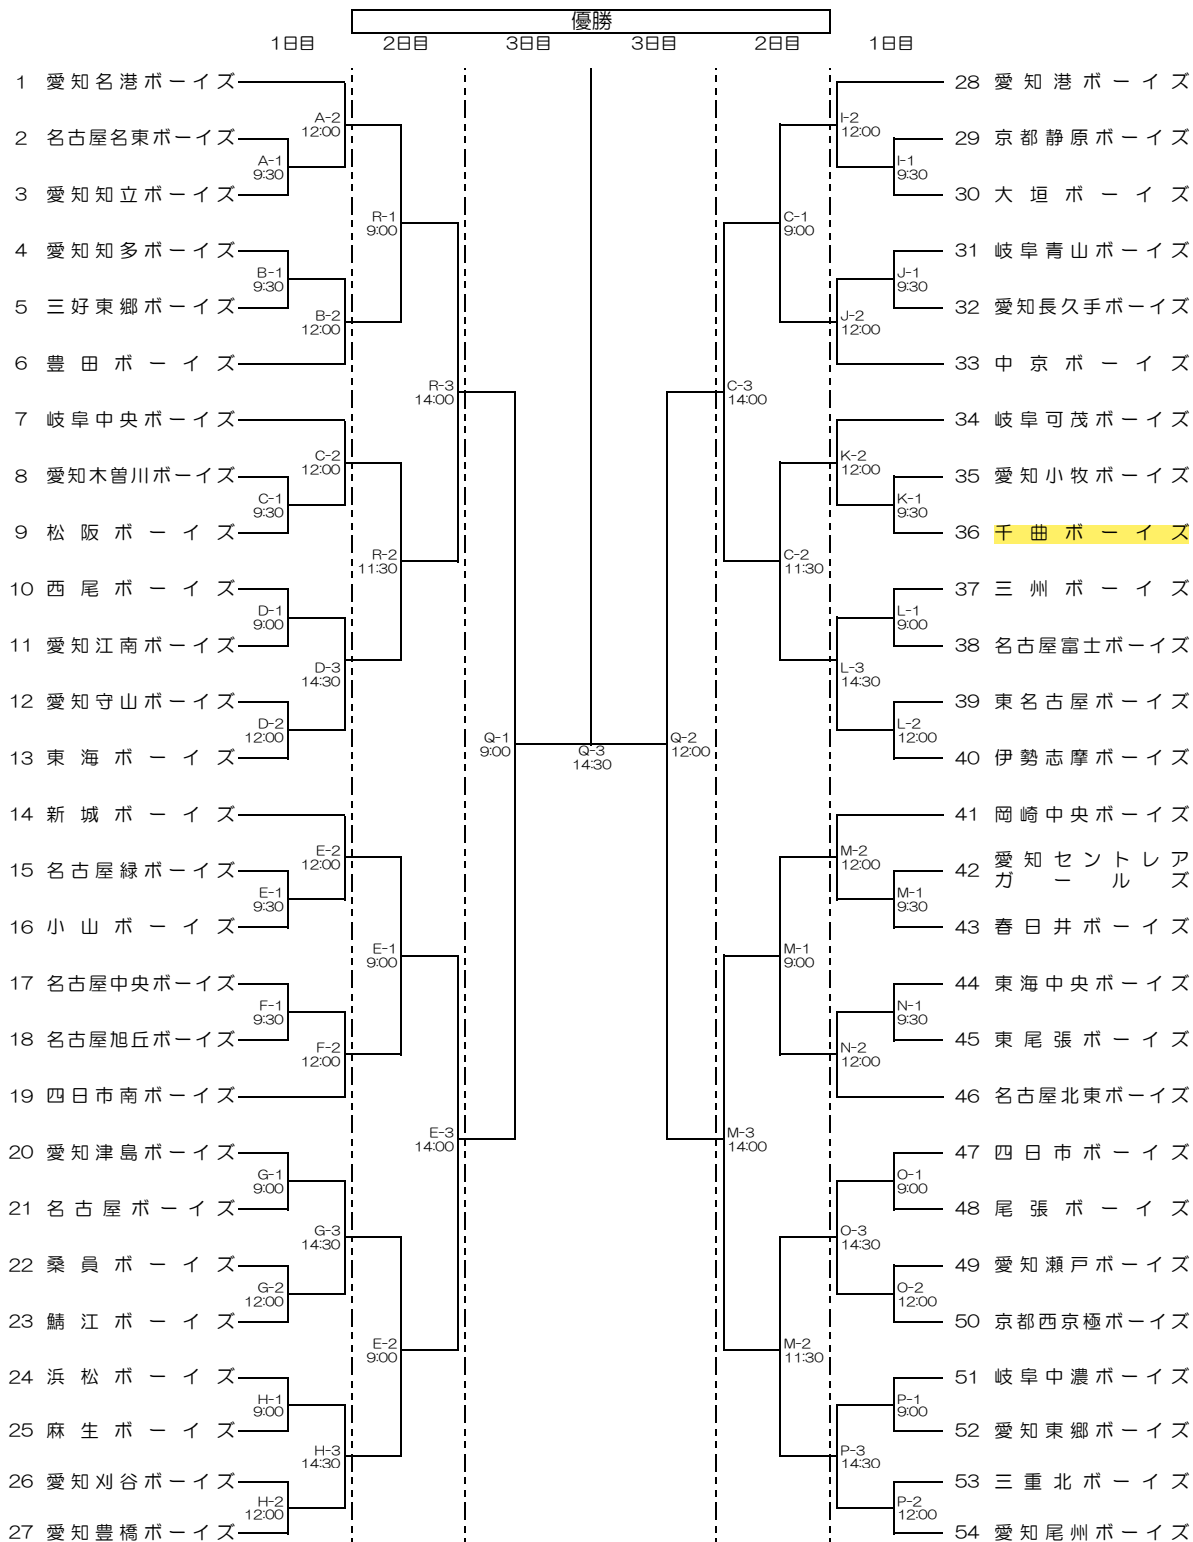 優勝
1日目 2日目 3日目 3日目 2日目 1日目
1 愛知名港ボーイズ
A-2
12:00
2 名古屋名東ボーイズ
A-1
9:30
3 愛知知立ボーイズ
R-1
9:00
4 愛知知多ボーイズ
B-1
9:30
5 三好東郷ボーイズ
B-2
12:00
6 豊田ボーイズ
R-3
14:00
7 岐阜中央ボーイズ
C-2
12:00
8 愛知木曽川ボーイズ
C-1
9:30
9 松阪ボーイズ
R-2
11:30
10 西尾ボーイズ
D-1
9:00
11 愛知江南ボーイズ
D-3
14:30
12 愛知守山ボーイズ
D-2
12:00
13 東海ボーイズ
Q-1
9:00
Q-3
14:30
14 新城ボーイズ
E-2
12:00
15 名古屋緑ボーイズ
E-1
9:30
16 小山ボーイズ
E-1
9:00
17 名古屋中央ボーイズ
F-1
9:30
18 名古屋旭丘ボーイズ
F-2
12:00
19 四日市南ボーイズ
E-3
14:00
20 愛知津島ボーイズ
G-1
9:00
21 名古屋ボーイズ
G-3
14:30
22 桑員ボーイズ
G-2
12:00
23 鯖江ボーイズ
E-2
9:00
24 浜松ボーイズ
H-1
9:00
25 麻生ボーイズ
H-3
14:30
26 愛知刈谷ボーイズ
H-2
12:00
27 愛知豊橋ボーイズ
28 愛知港ボーイズ
I-2
12:00
29 京都静原ボーイズ
I-1
9:30
30 大垣ボーイズ
C-1
9:00
31 岐阜青山ボーイズ
J-1
9:30
32 愛知長久手ボーイズ
J-2
12:00
33 中京ボーイズ
C-3
14:00
34 岐阜可茂ボーイズ
K-2
12:00
35 愛知小牧ボーイズ
K-1
9:30
36 千曲ボーイズ
C-2
11:30
37 三州ボーイズ
L-1
9:00
38 名古屋富士ボーイズ
L-3
14:30
39 東名古屋ボーイズ
L-2
12:00
40 伊勢志摩ボーイズ
Q-2
12:00
41 岡崎中央ボーイズ
M-2
12:00
42 愛知セントレア
ガールズ
M-1
9:30
43 春日井ボーイズ
M-1
9:00
44 東海中央ボーイズ
N-1
9:30
45 東尾張ボーイズ
N-2
12:00
46 名古屋北東ボーイズ
M-3
14:00
47 四日市ボーイズ
O-1
9:00
48 尾張ボーイズ
O-3
14:30
49 愛知瀬戸ボーイズ
O-2
12:00
50 京都西京極ボーイズ
M-2
11:30
51 岐阜中濃ボーイズ
P-1
9:00
52 愛知東郷ボーイズ
P-3
14:30
53 三重北ボーイズ
P-2
12:00
54 愛知尾州ボーイズ